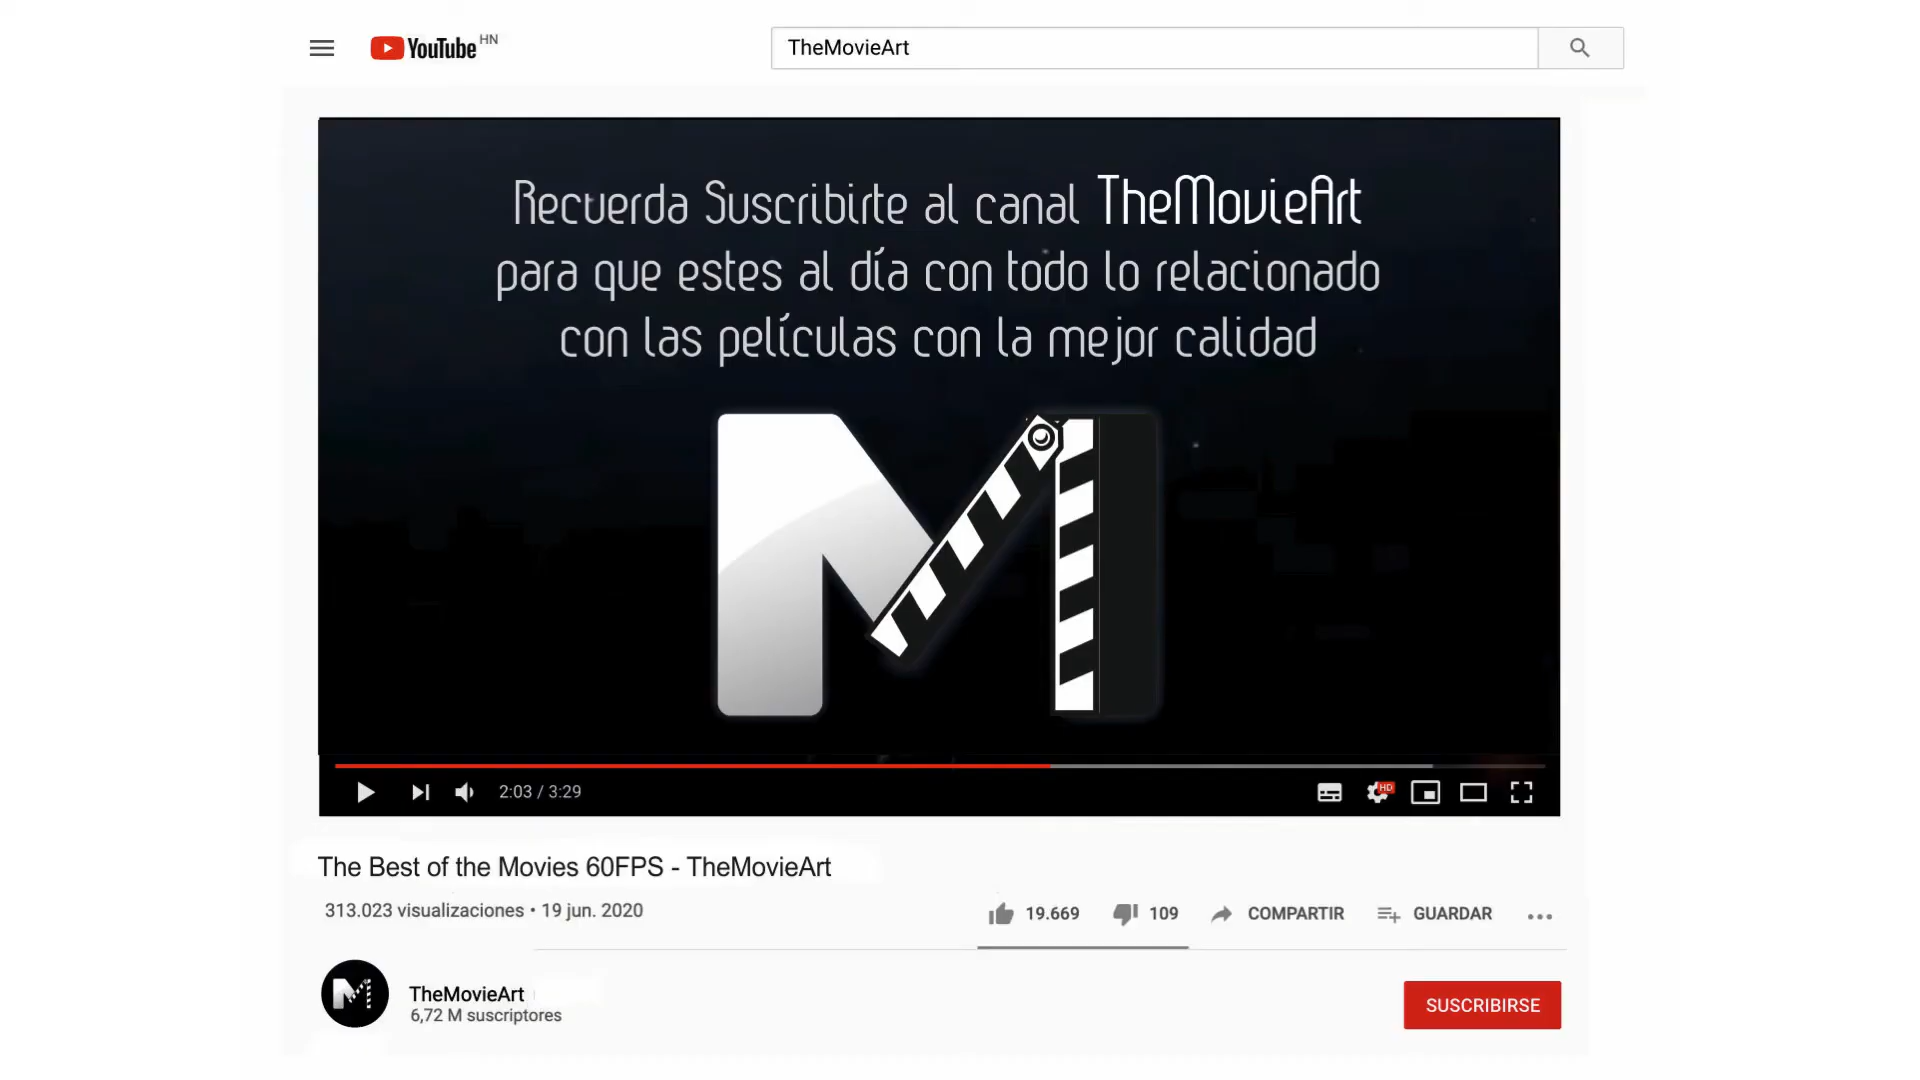 YouTube HN
TheMovieArt
Recuerda Suscribirte al canal TheMovieArt
para que estes al día con todo lo relacionado
con las películas con la mejor calidad
2:03 / 3:29
HD
The Best of the Movies 60FPS - TheMovieArt
313.023 visualizaciones • 19 jun. 2020
19.669 109 COMPARTIR GUARDAR
TheMovieArt
6,72 M suscriptores
SUSCRIBIRSE